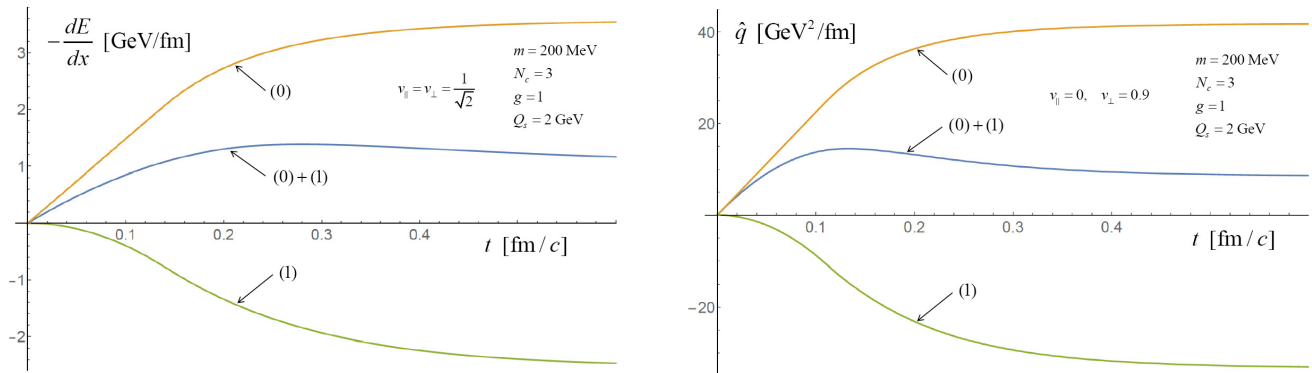 −dE/dx [GeV/fm]
3
2
1
0
−1
−2
0.1
0.2
0.3
0.4
t [fm / c]
v∥ = v⊥ = 1/√2
m = 200 MeV
N_c = 3
g = 1
Q_s = 2 GeV
(0)
(0) + (1)
(1)
q̂ [GeV²/fm]
40
20
−20
0.1
0.2
0.3
0.4
t [fm / c]
v∥ = 0, v⊥ = 0.9
m = 200 MeV
N_c = 3
g = 1
Q_s = 2 GeV
(0)
(0) + (1)
(1)